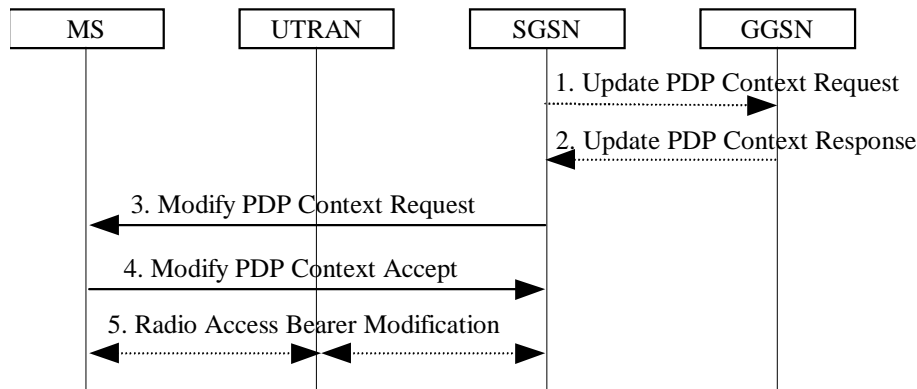 MS
UTRAN
SGSN
GGSN
1. Update PDP Context Request
2. Update PDP Context Response
3. Modify PDP Context Request
4. Modify PDP Context Accept
5. Radio Access Bearer Modification